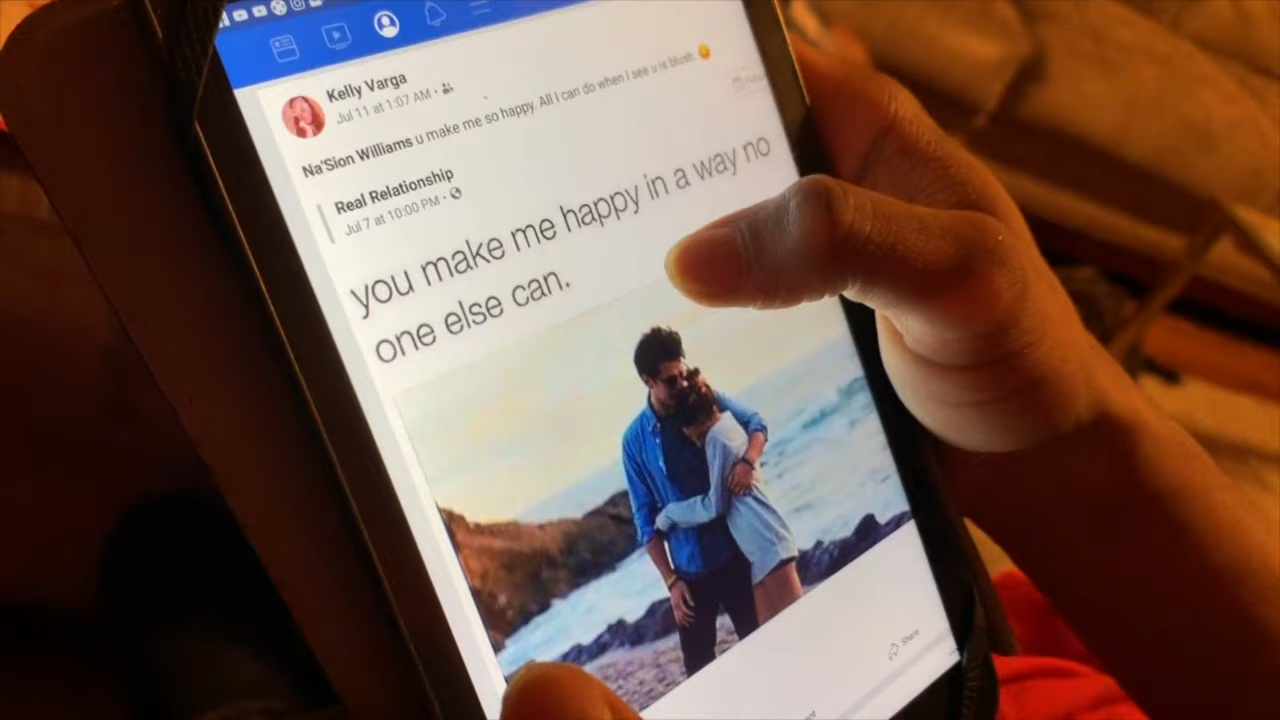 Kelly Varga
Jul 11 at 1:07 AM •
Na'Sion Williams u make me so happy. All I can do when I see u is blush.
Real Relationship
Jul 7 at 10:00 PM •
you make me happy in a way no
one else can.
Share